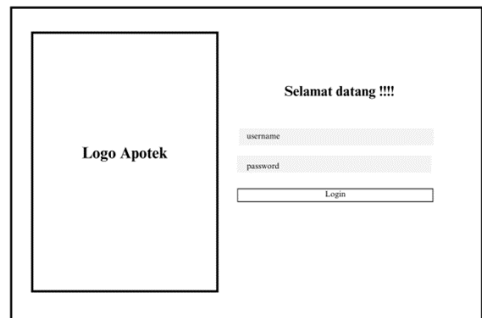 Logo Apotek
Selamat datang !!!!
username
password
Login